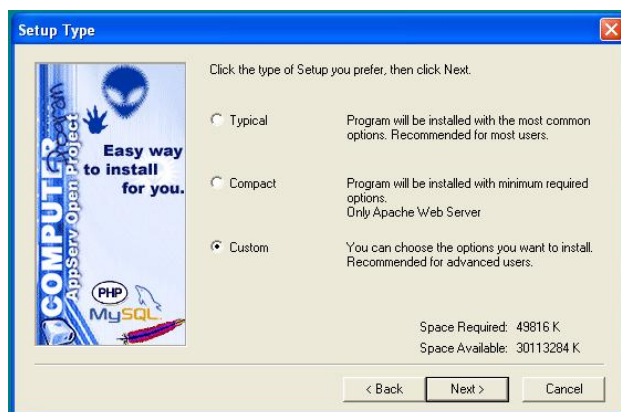 Setup Type
Click the type of Setup you prefer, then click Next.
Typical
Program will be installed with the most common
options. Recommended for most users.
Compact
Program will be installed with minimum required
options.
Only Apache Web Server
Custom
You can choose the options you want to install.
Recommended for advanced users.
Space Required: 49816 K
Space Available: 30113284 K
< Back
Next >
Cancel
COMPUTER
Program
AppServ Open Project
Easy way
to install
for you.
PHP
MySQL